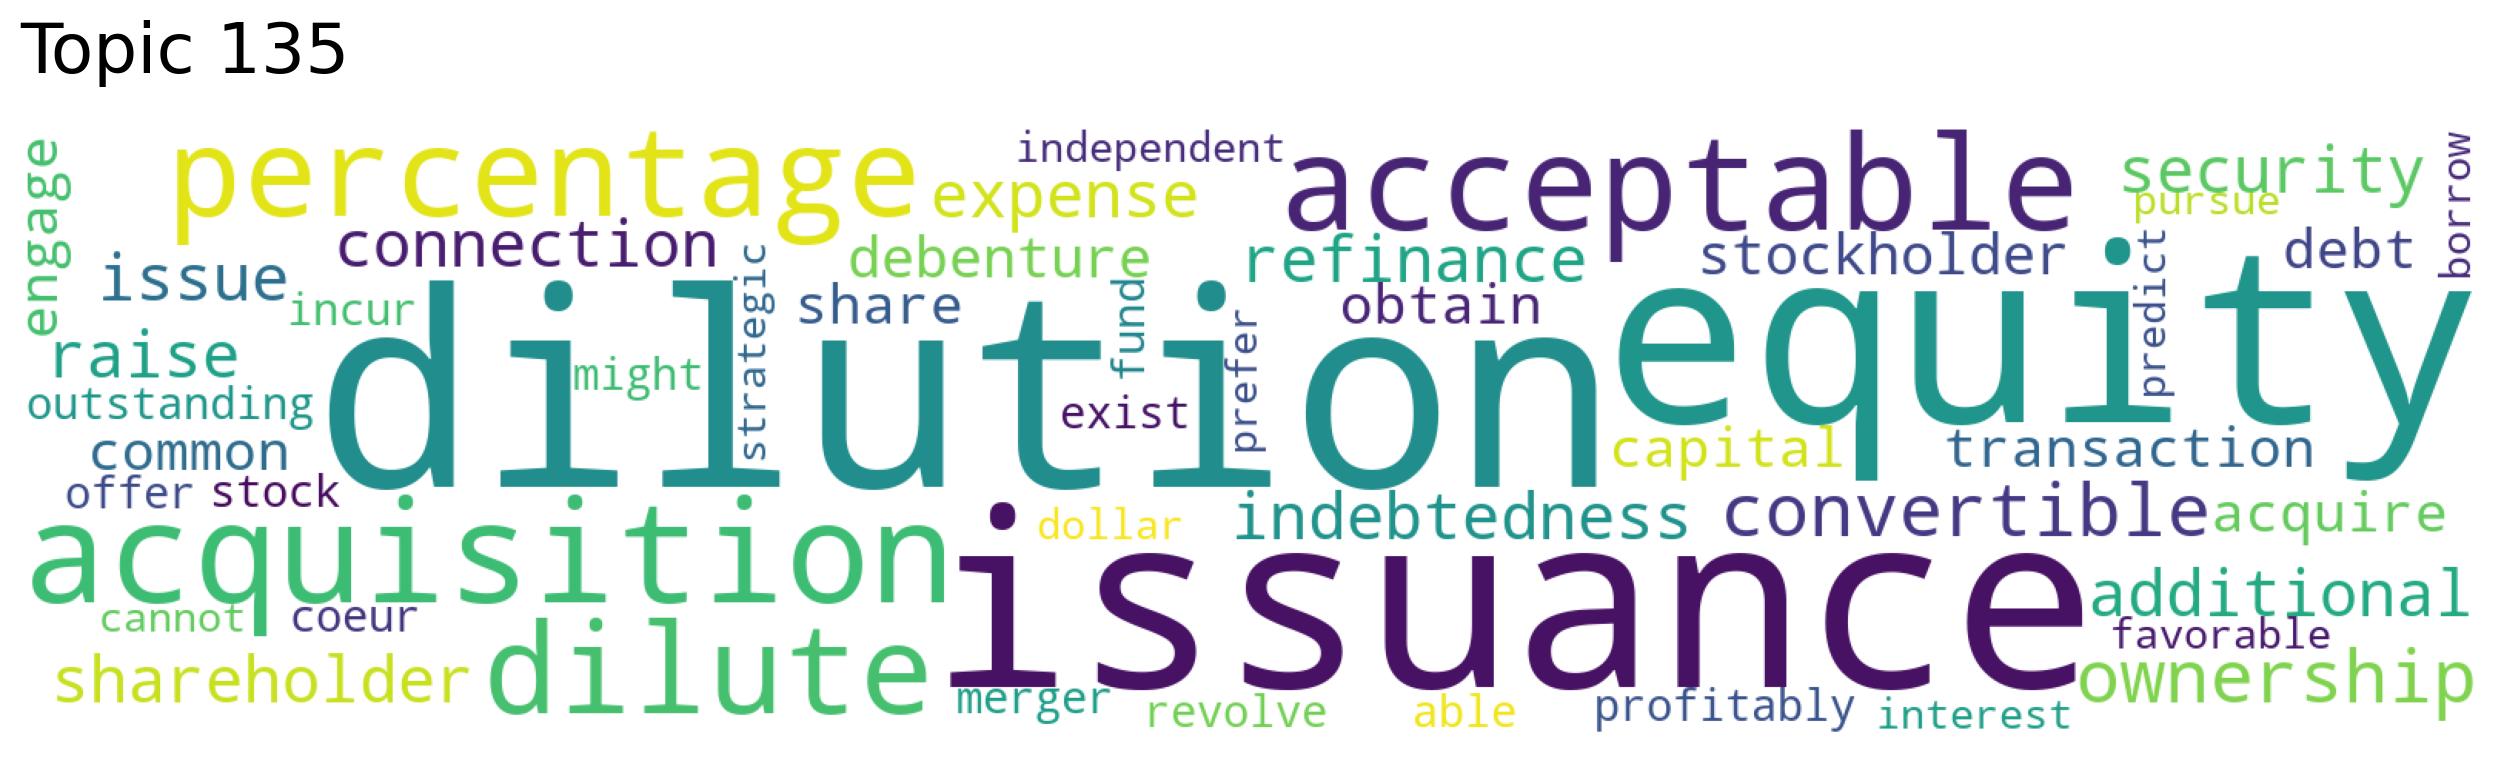 Topic 135
engage
percentage
independent
expense
acceptable
security
pursue
borrow
connection
issue
incur
strategic
debenture
share
fund
refinance
obtain
prefer
stockholder
predict
debt
raise
might
outstanding
exist
dilution
equity
common
offer
stock
capital
transaction
acquisition
dollar
indebtedness
convertible
acquire
issuance
cannot
coeur
additional
favorable
shareholder
dilute
ownership
merger
revolve
able
profitably
interest